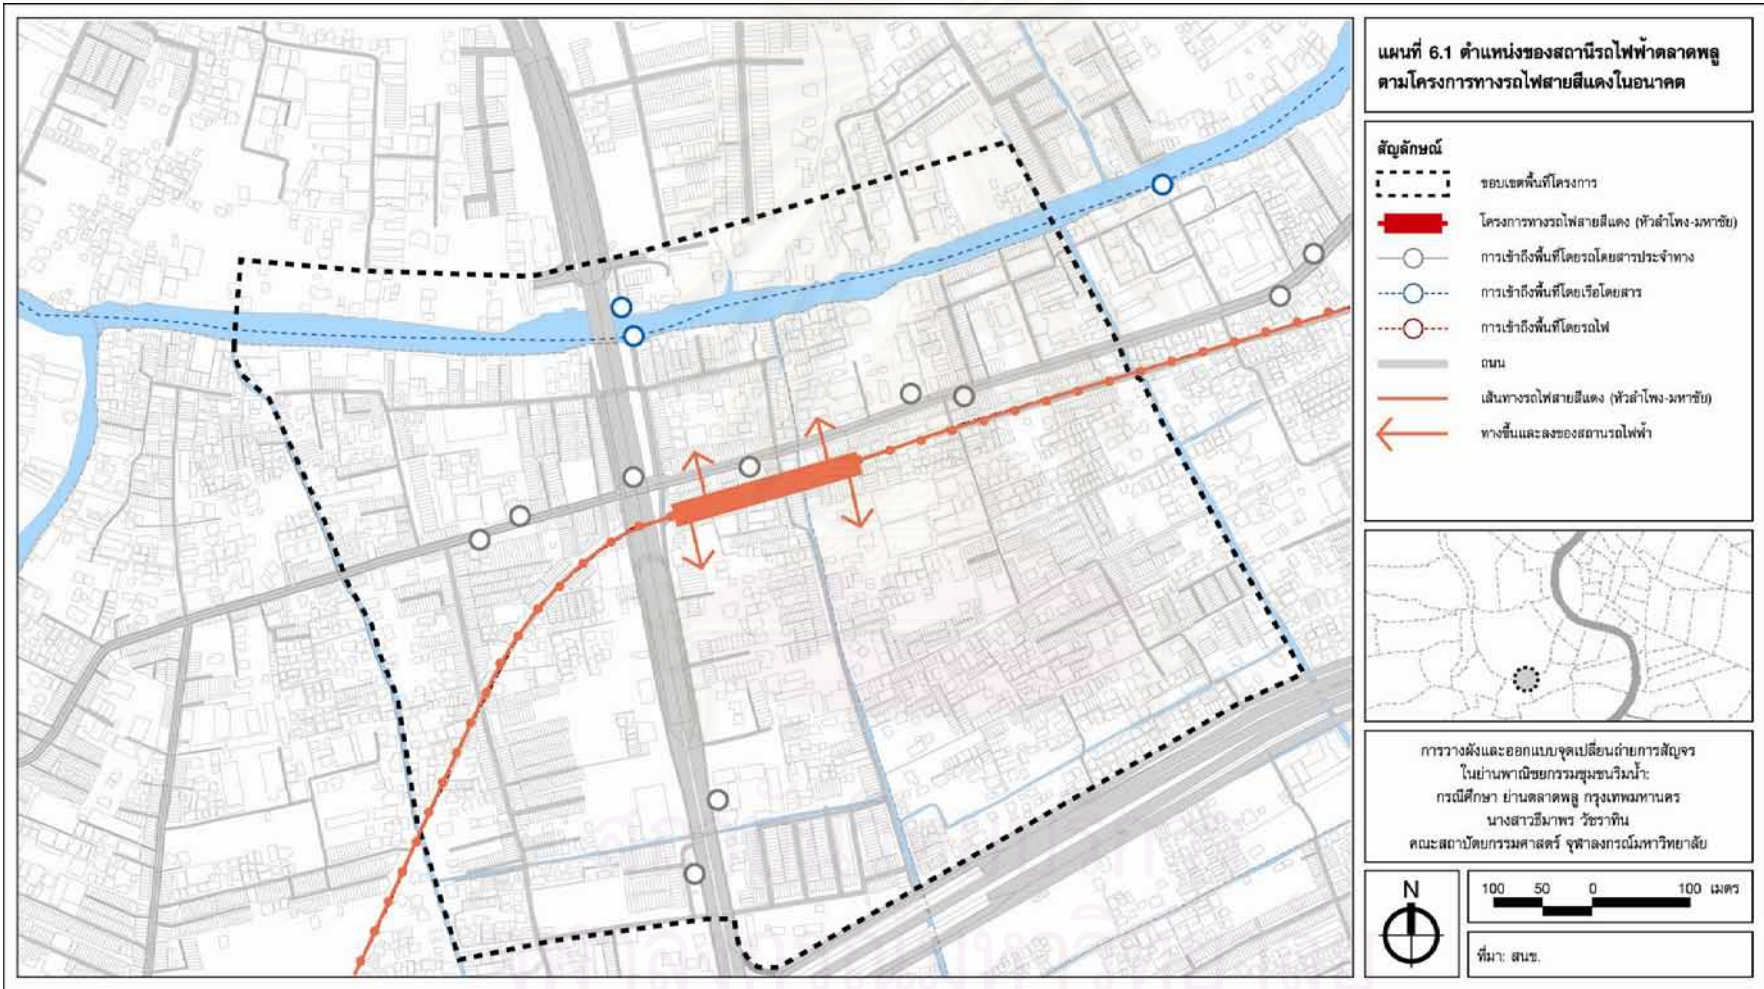 แผนที่ 6.1 ตำแหน่งของสถานีรถไฟฟ้าตลาดพลู
ตามโครงการทางรถไฟสายสีแดงในอนาคต
สัญลักษณ์
ขอบเขตพื้นที่โครงการ
โครงการทางรถไฟสายสีแดง (หัวลำโพง-มหาชัย)
การเข้าถึงพื้นที่โดยรถโดยสารประจำทาง
การเข้าถึงพื้นที่โดยเรือโดยสาร
การเข้าถึงพื้นที่โดยรถไฟ
ถนน
เส้นทางรถไฟสายสีแดง (หัวลำโพง-มหาชัย)
ทางขึ้นและลงของสถานรถไฟฟ้า
การวางผังและออกแบบจุดเปลี่ยนถ่ายการสัญจร
ในย่านพาณิชยกรรมชุมชนริมน้ำ:
กรณีศึกษา ย่านตลาดพลู กรุงเทพมหานคร
นางสาวธีมาพร วัชราทิน
คณะสถาปัตยกรรมศาสตร์ จุฬาลงกรณ์มหาวิทยาลัย
N
100 50 0 100 เมตร
ที่มา: สนข.